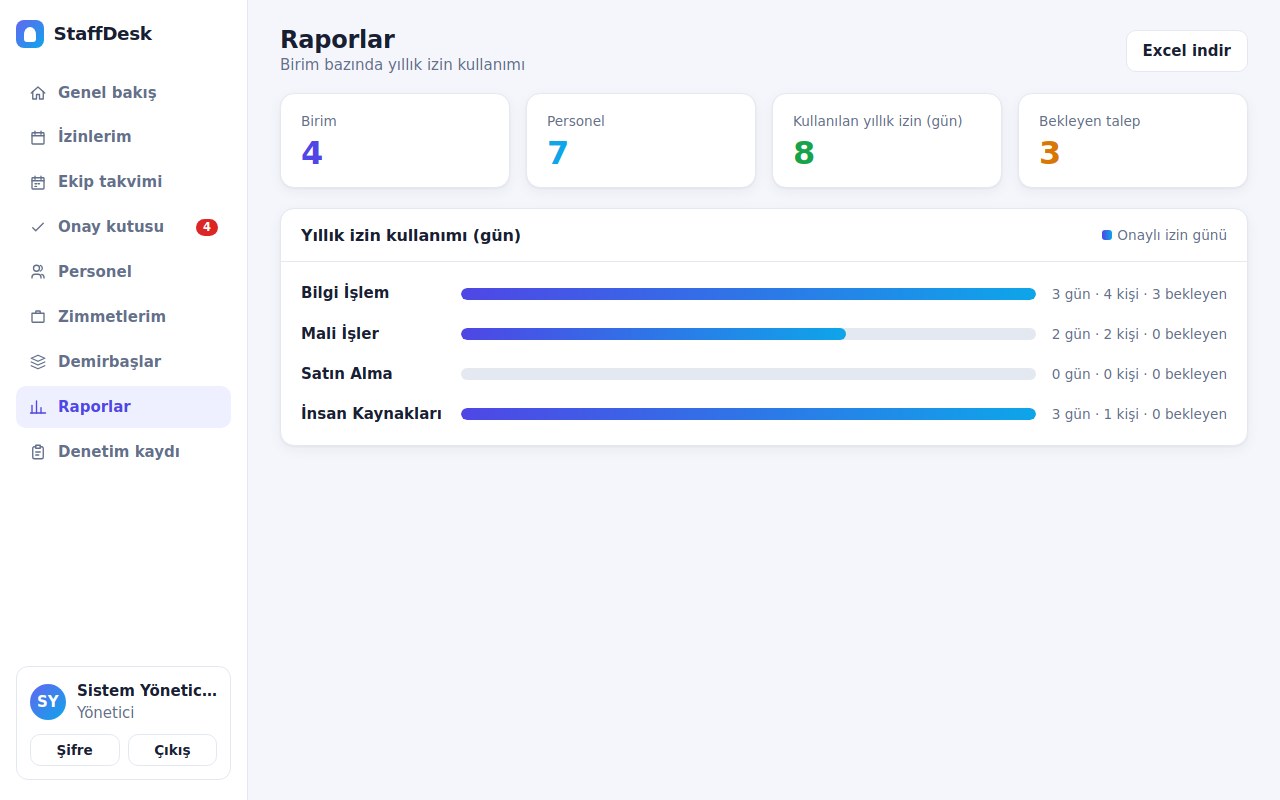 StaffDesk
Genel bakış
İzinlerim
Ekip takvimi
Onay kutusu 4
Personel
Zimmetlerim
Demirbaşlar
Raporlar
Denetim kaydı
SY
Sistem Yönetic...
Yönetici
Şifre Çıkış
Raporlar
Birim bazında yıllık izin kullanımı
Excel indir
Birim
4
Personel
7
Kullanılan yıllık izin (gün)
8
Bekleyen talep
3
Yıllık izin kullanımı (gün) Onaylı izin günü
Bilgi İşlem 3 gün · 4 kişi · 3 bekleyen
Mali İşler 2 gün · 2 kişi · 0 bekleyen
Satın Alma 0 gün · 0 kişi · 0 bekleyen
İnsan Kaynakları 3 gün · 1 kişi · 0 bekleyen